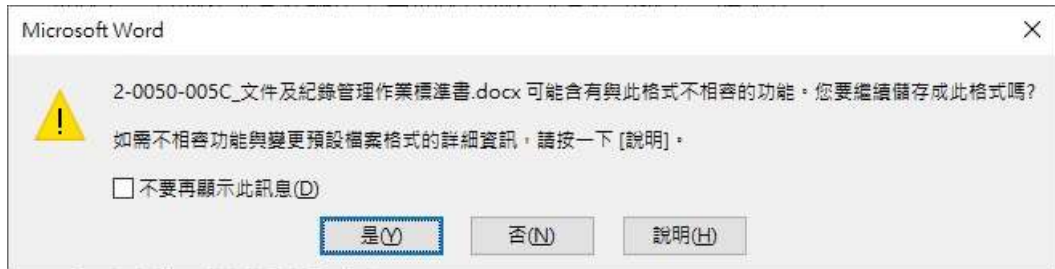 Microsoft Word
2-0050-005C_文件及紀錄管理作業標準書.docx 可能含有與此格式不相容的功能。您要繼續儲存成此格式嗎?
如需不相容功能與變更預設檔案格式的詳細資訊，請按一下 [說明]。
不要再顯示此訊息(D)
是(Y) 否(N) 說明(H)